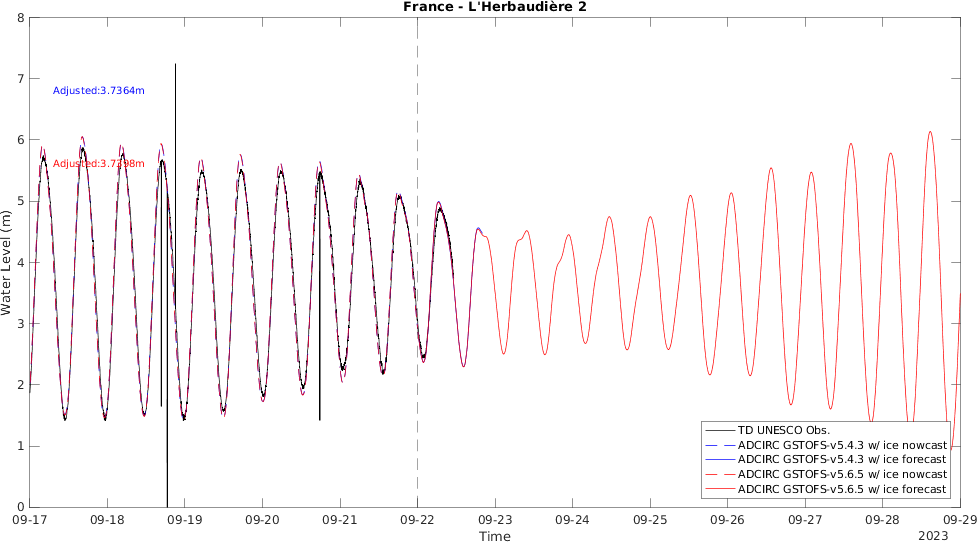 France - L'Herbaudière 2
8
7
6
5
4
3
2
1
0
Water Level (m)
Adjusted:3.7364m
Adjusted:3.7298m
TD UNESCO Obs.
ADCIRC GSTOFS-v5.4.3 w/ ice nowcast
ADCIRC GSTOFS-v5.4.3 w/ ice forecast
ADCIRC GSTOFS-v5.6.5 w/ ice nowcast
ADCIRC GSTOFS-v5.6.5 w/ ice forecast
09-17 09-18 09-19 09-20 09-21 09-22 09-23 09-24 09-25 09-26 09-27 09-28 09-29
Time
2023